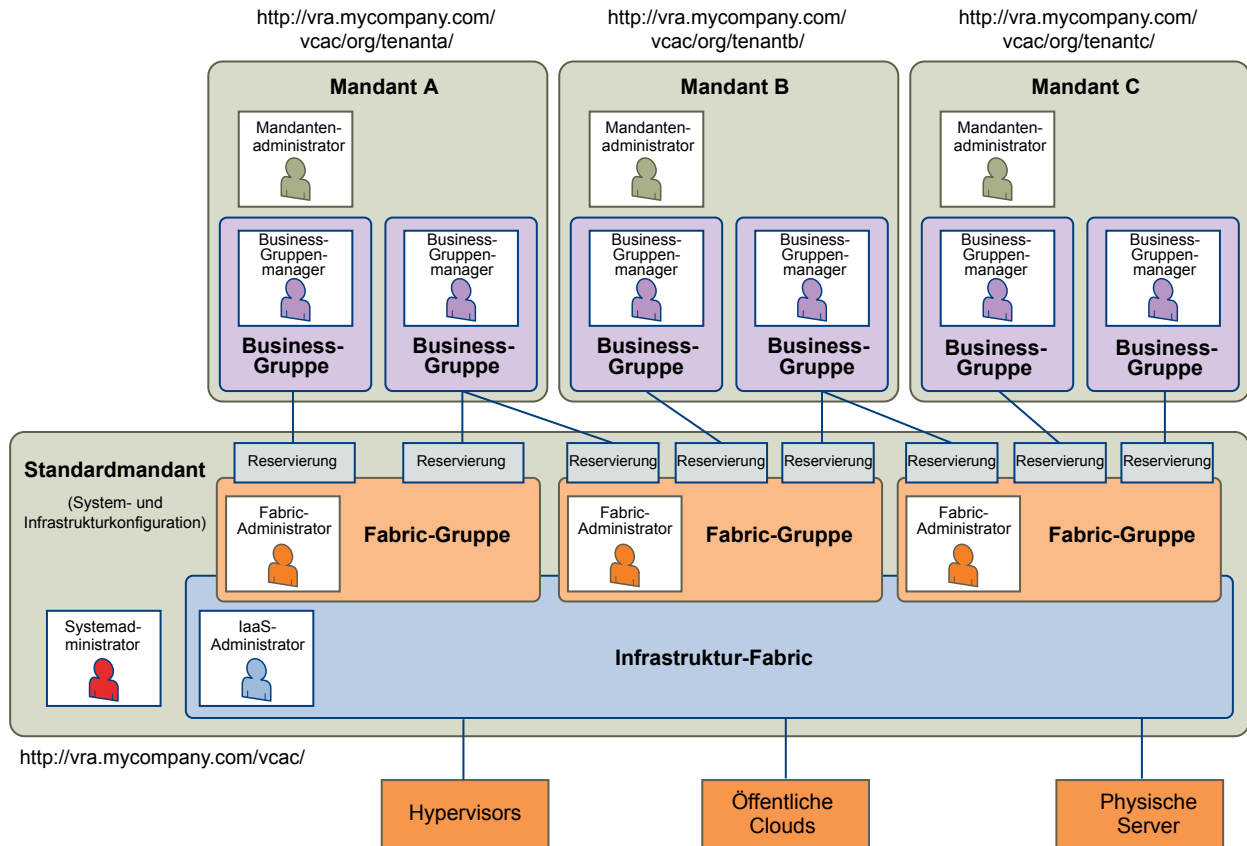 http://vra.mycompany.com/
vcac/org/tenanta/
http://vra.mycompany.com/
vcac/org/tenantb/
http://vra.mycompany.com/
vcac/org/tenantc/
Mandant A
Mandanten-
administrator
Business-
Gruppen-
manager
Business-
Gruppe
Business-
Gruppen-
manager
Business-
Gruppe
Mandant B
Mandanten-
administrator
Business-
Gruppen-
manager
Business-
Gruppe
Business-
Gruppen-
manager
Business-
Gruppe
Mandant C
Mandanten-
administrator
Business-
Gruppen-
manager
Business-
Gruppe
Business-
Gruppen-
manager
Business-
Gruppe
Standardmandant
(System- und
Infrastrukturkonfiguration)
Reservierung
Reservierung
Reservierung
Reservierung
Reservierung
Reservierung
Reservierung
Reservierung
Fabric-
Administrator
Fabric-Gruppe
Fabric-
Administrator
Fabric-Gruppe
Fabric-
Administrator
Fabric-Gruppe
Systemad-
ministrator
IaaS-
Administrator
Infrastruktur-Fabric
http://vra.mycompany.com/vcac/
Hypervisors
Öffentliche
Clouds
Physische
Server